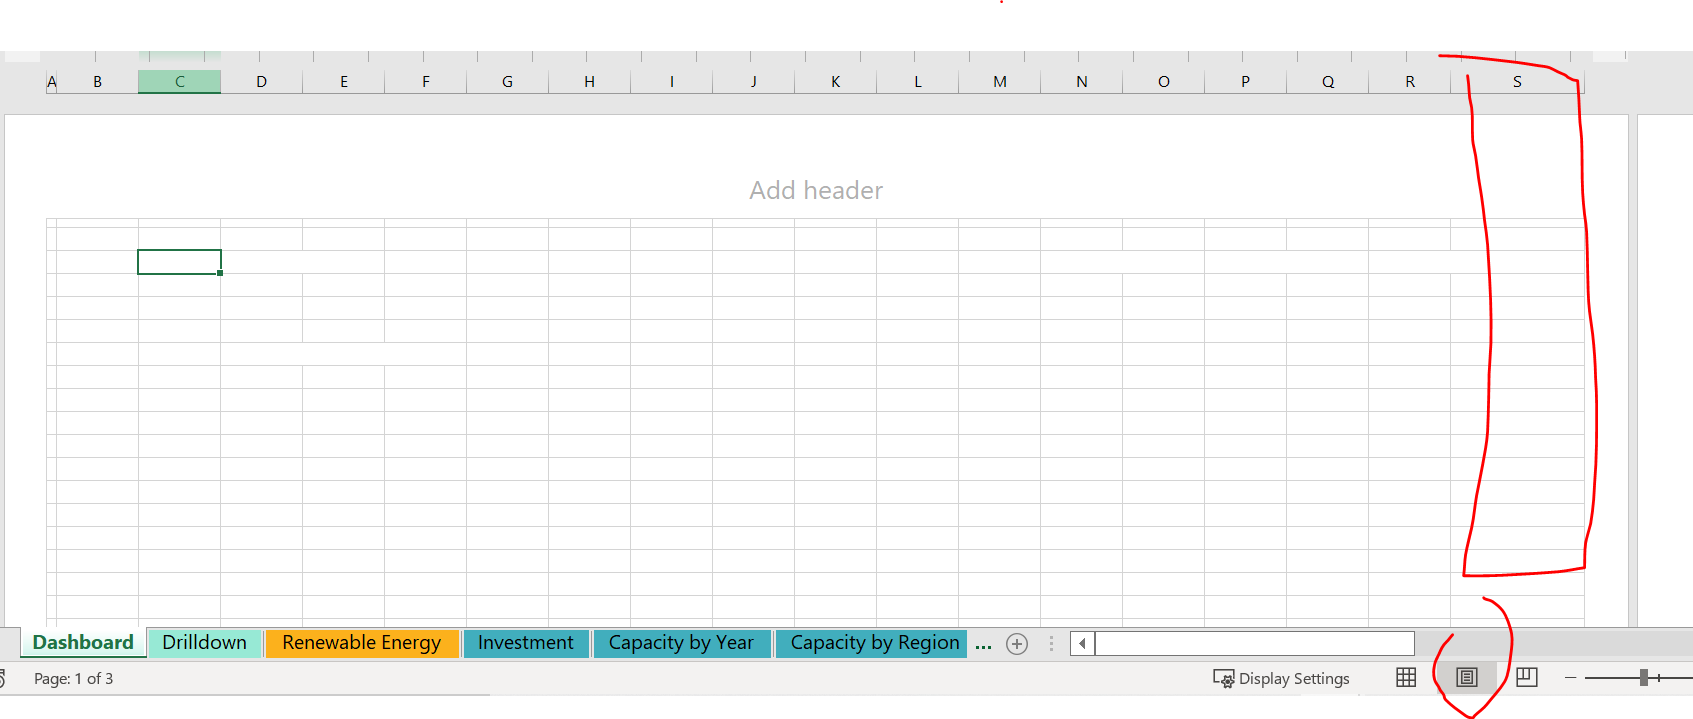 A B C D E F G H I J K L M N O P Q R S
Add header
Dashboard Drilldown Renewable Energy Investment Capacity by Year Capacity by Region ...
Page: 1 of 3 Display Settings